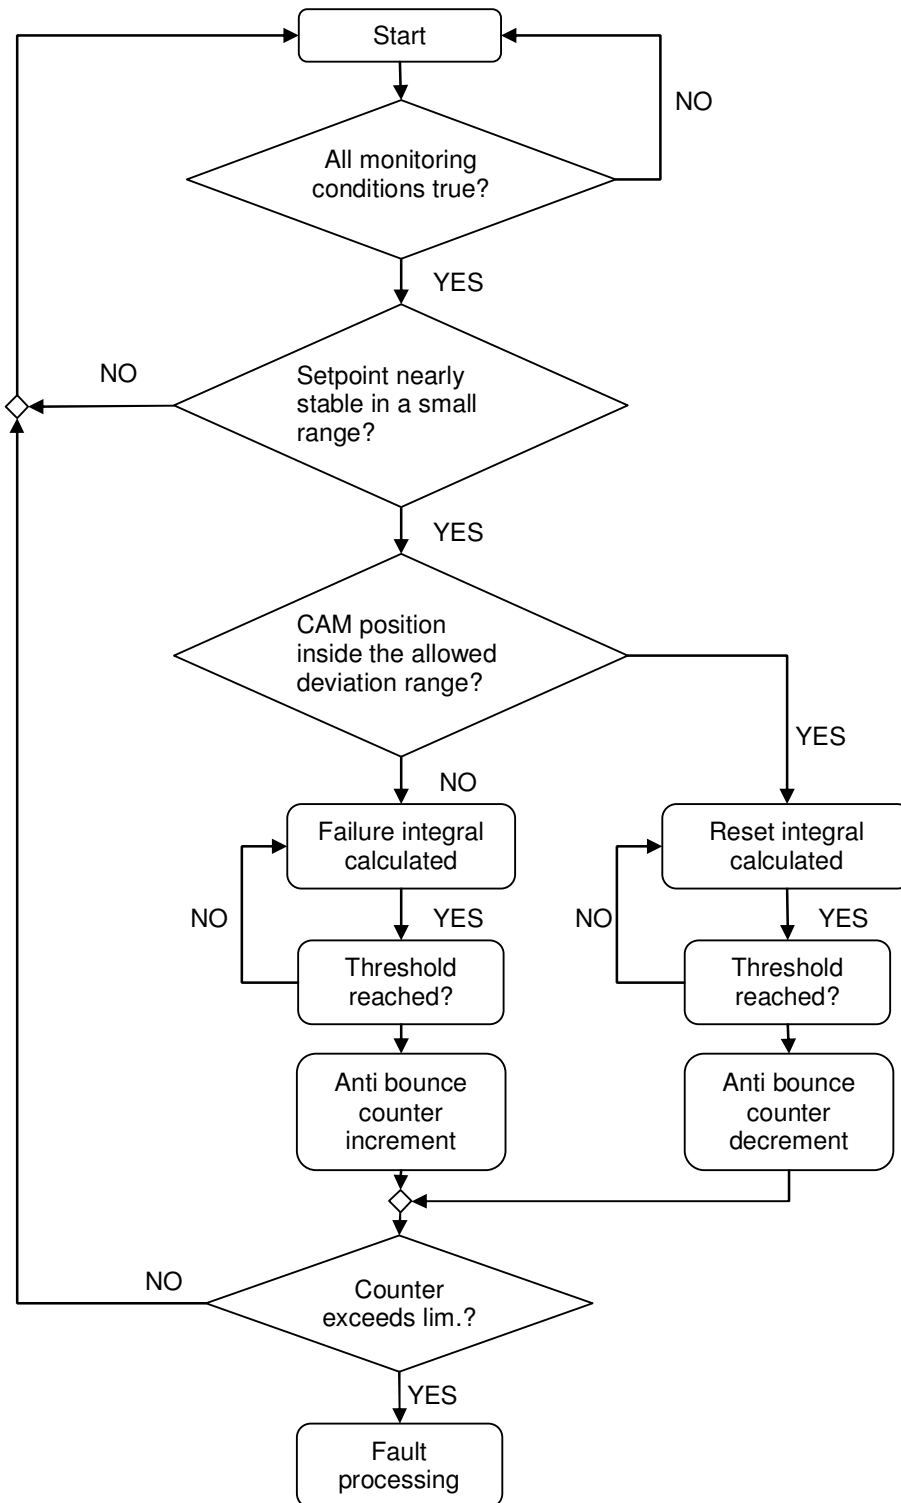 Start
NO
All monitoring
conditions true?
YES
NO
Setpoint nearly
stable in a small
range?
YES
CAM position
inside the allowed
deviation range?
YES
NO
Failure integral
calculated
Reset integral
calculated
NO
YES
NO
YES
Threshold
reached?
Threshold
reached?
Anti bounce
counter
increment
Anti bounce
counter
decrement
NO
Counter
exceeds lim.?
YES
Fault
processing